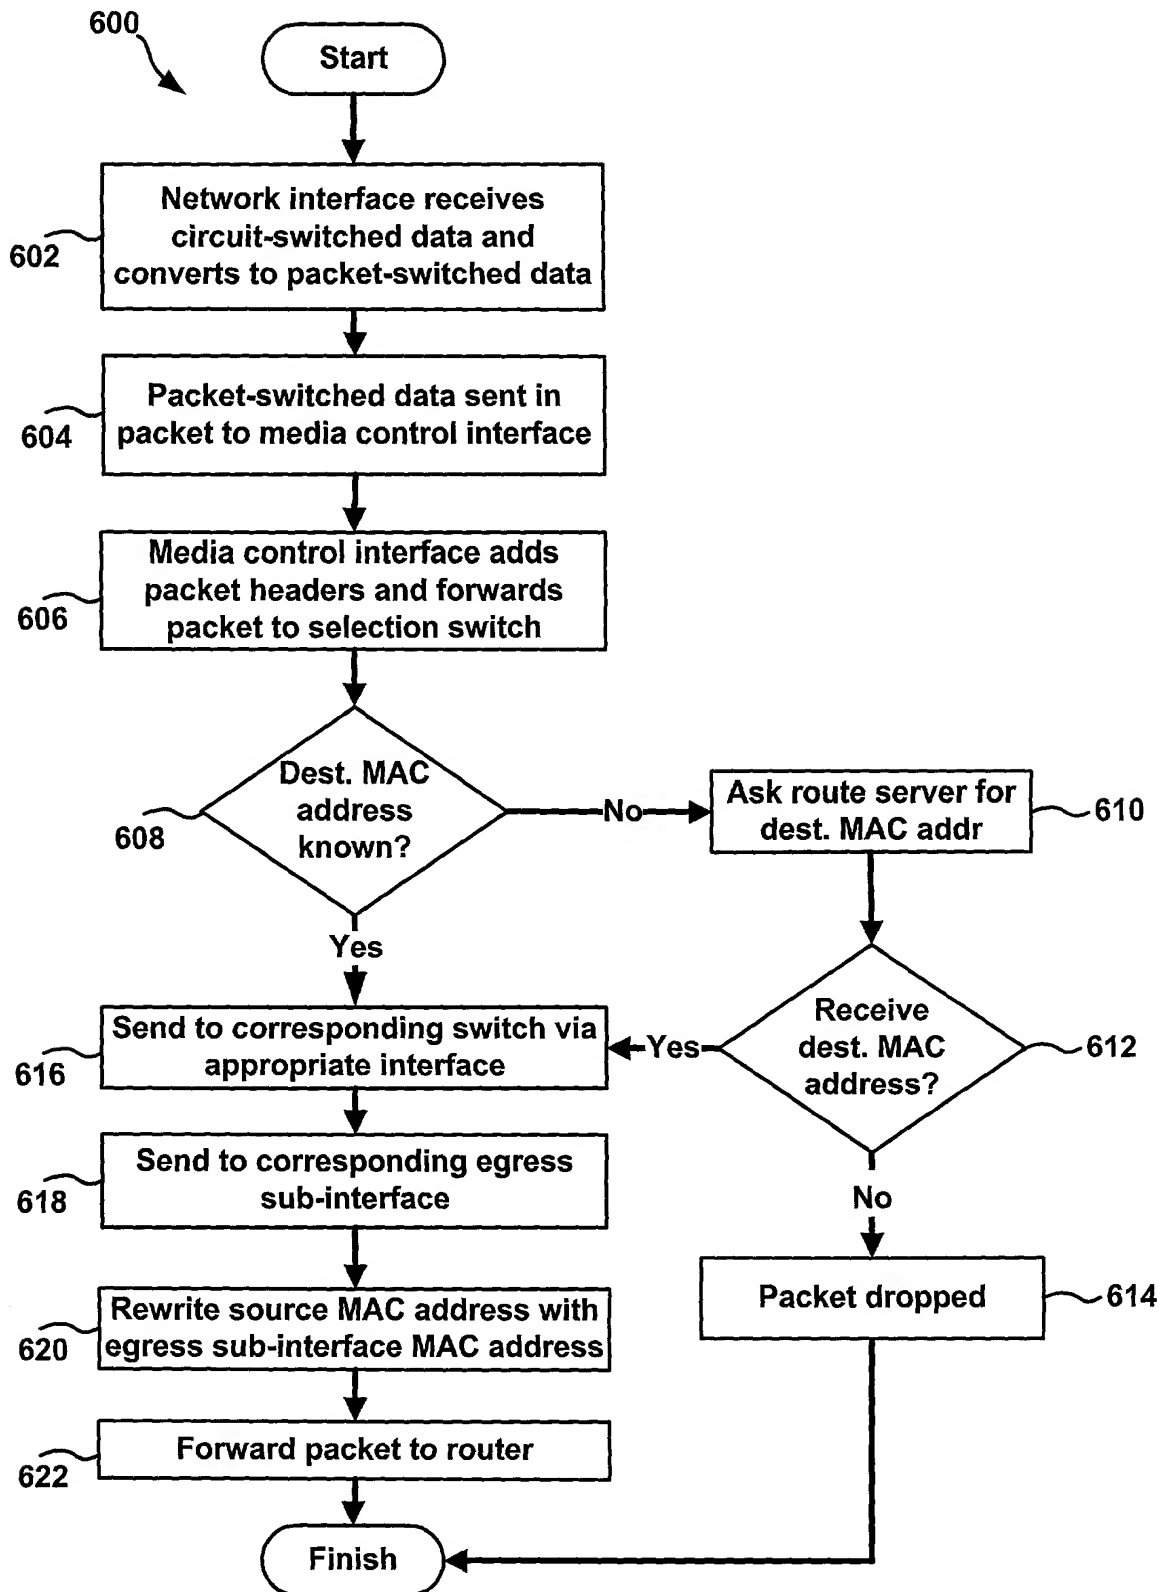 600
Start
Network interface receives
circuit-switched data and
converts to packet-switched data
602
Packet-switched data sent in
packet to media control interface
604
Media control interface adds
packet headers and forwards
packet to selection switch
606
Dest. MAC
address
known?
608
No
Ask route server for
dest. MAC addr
610
Yes
Receive
dest. MAC
address?
612
Yes
Send to corresponding switch via
appropriate interface
616
Send to corresponding egress
sub-interface
618
No
Packet dropped
614
Rewrite source MAC address with
egress sub-interface MAC address
620
Forward packet to router
622
Finish